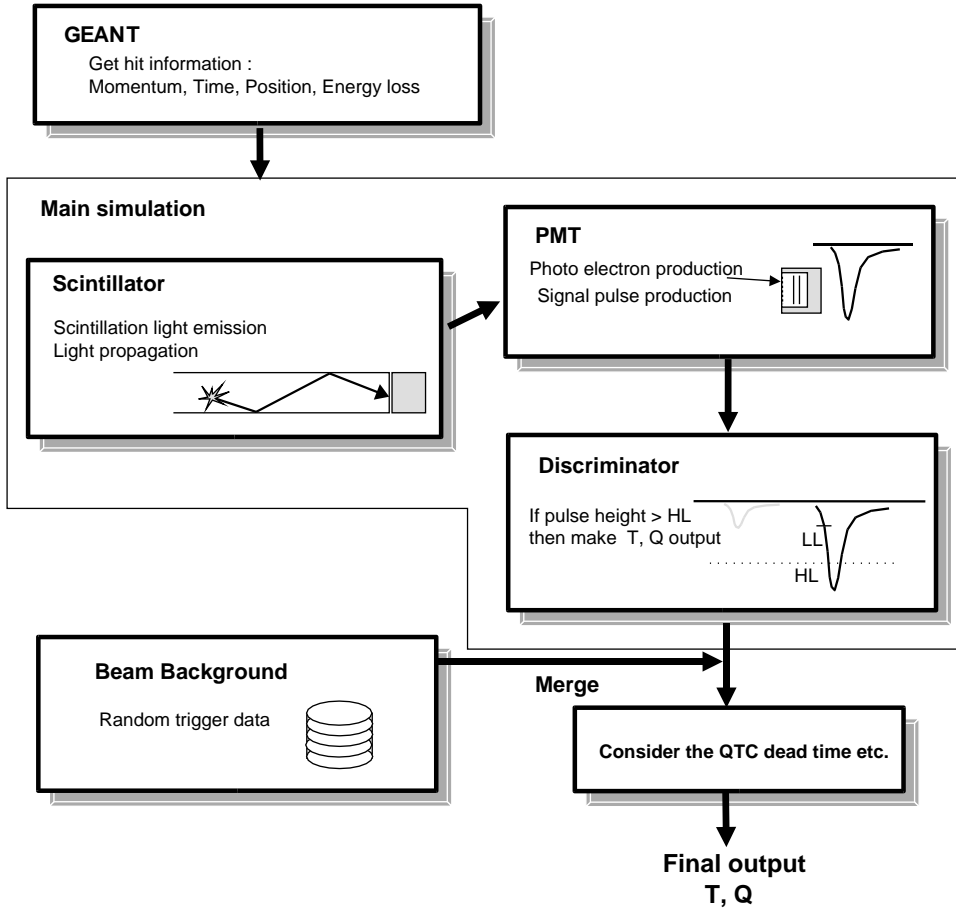 GEANT
Get hit information :
Momentum, Time, Position, Energy loss
Main simulation
Scintillator
Scintillation light emission
Light propagation
PMT
Photo electron production
Signal pulse production
Discriminator
If pulse height > HL
then make T, Q output
LL
HL
Beam Background
Random trigger data
Merge
Consider the QTC dead time etc.
Final output
T, Q